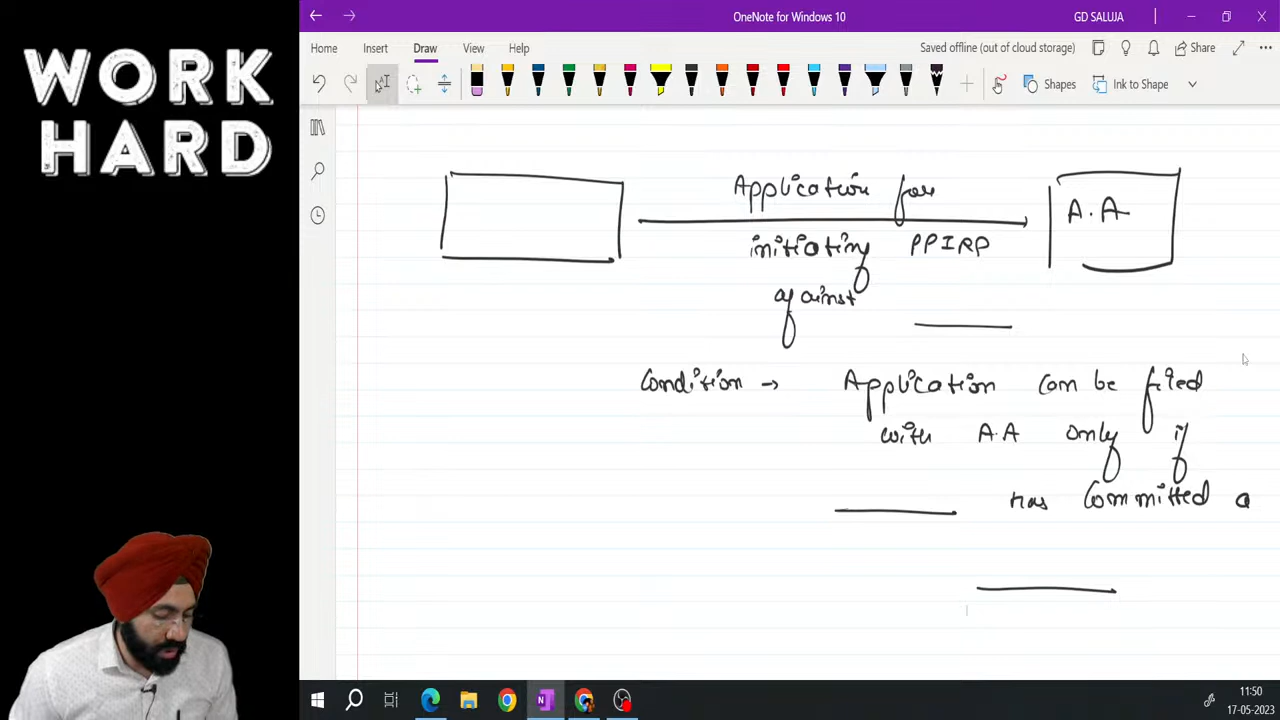 WORK
HARD
OneNote for Windows 10
GD SALUJA
Home Insert Draw View Help
Saved offline (out of cloud storage)
Share
Shapes
Ink to Shape
Application for
initiating PPIRP
against
A.A
Condition → Application can be filed
with A.A only if
has committed a
11:50
17-05-2023